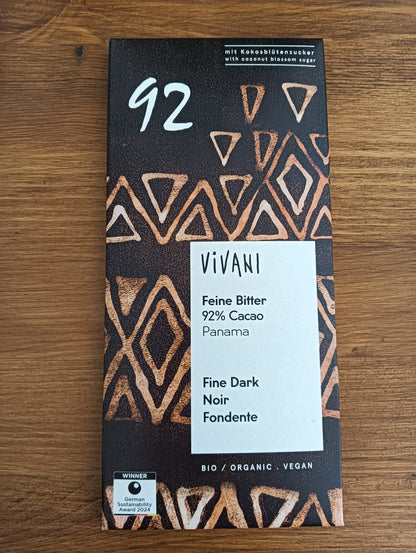 mit Kokosblütenzucker
with coconut blossom sugar
92
ViVANI
Feine Bitter
92% Cacao
Panama
Fine Dark
Noir
Fondente
BIO / ORGANIC . VEGAN
WINNER
German
Sustainability
Award 2024